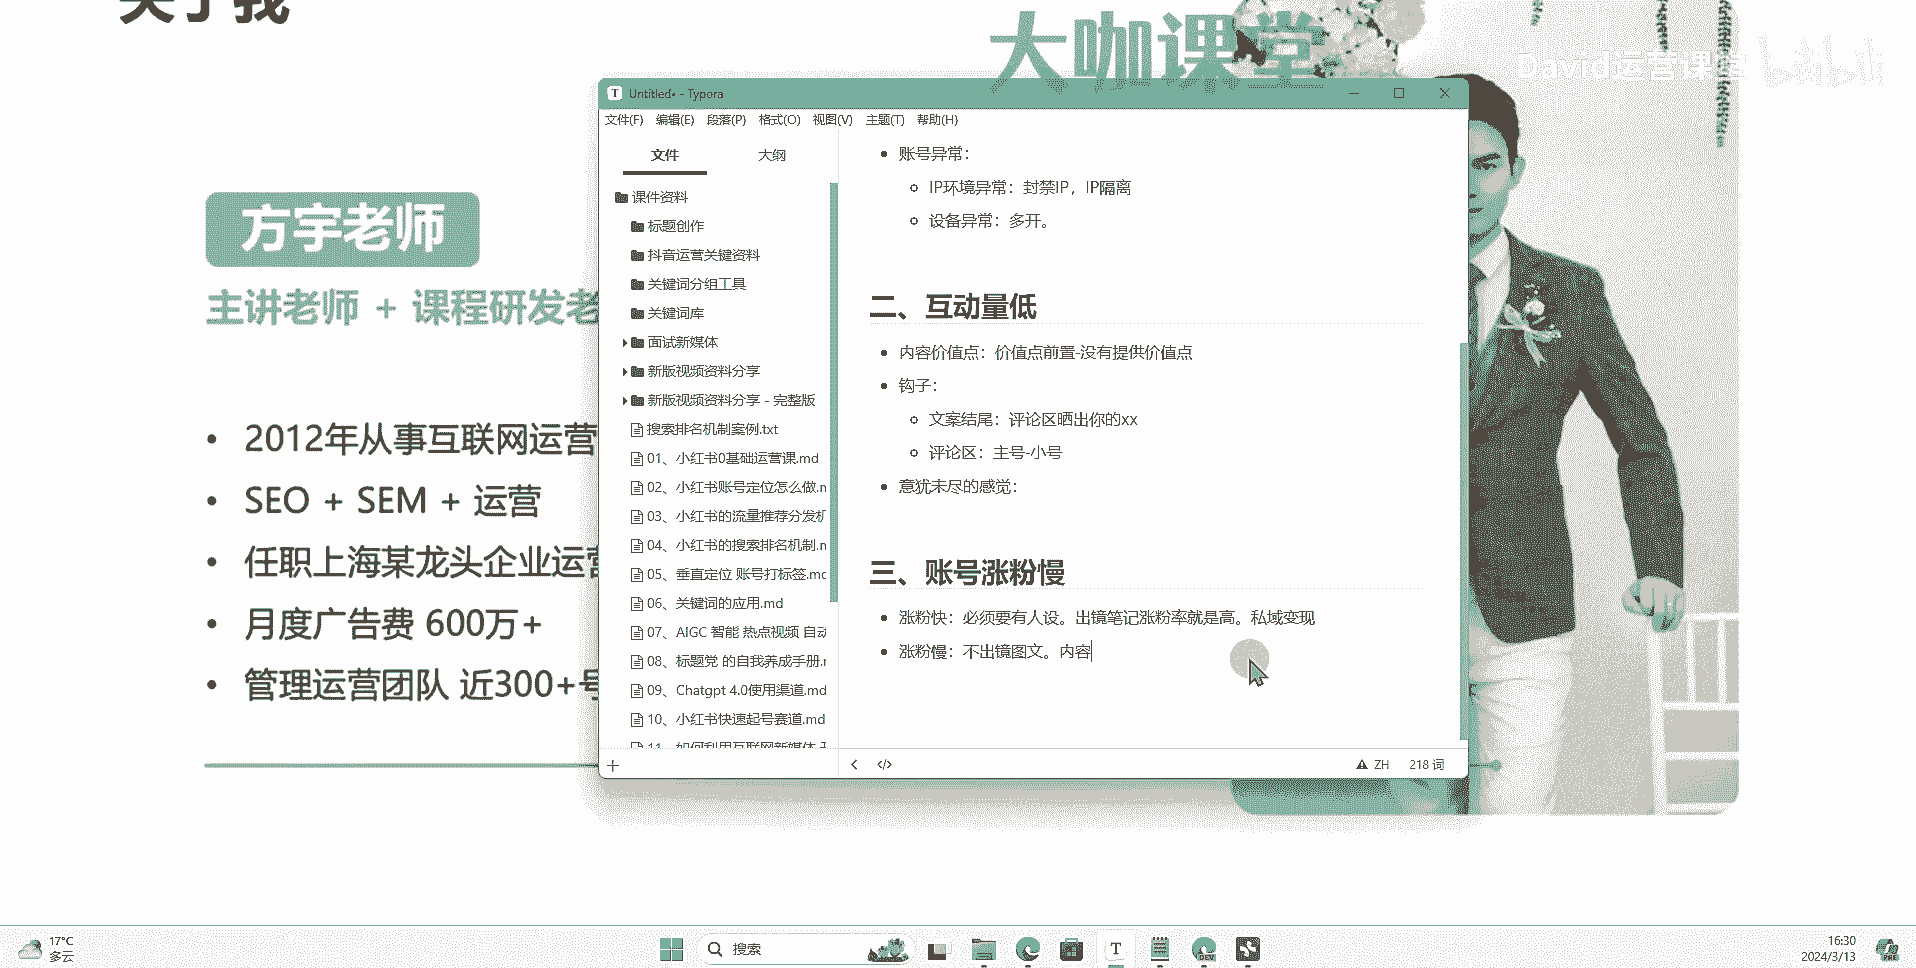 关于我
大咖课堂
David运营课堂
bilibili
方宇老师
主讲老师 + 课程研发老
2012年从事互联网运营
SEO + SEM + 运营
任职上海某龙头企业运营
月度广告费 600万+
管理运营团队 近300+号
Untitled• - Typora
文件(F) 编辑(E) 段落(P) 格式(O) 视图(V) 主题(T) 帮助(H)
文件 大纲
课件资料
标题创作
抖音运营关键资料
关键词分组工具
关键词库
面试新媒体
新版视频资料分享
新版视频资料分享 - 完整版
搜索排名机制案例.txt
01、小红书0基础运营课.md
02、小红书账号定位怎么做.m
03、小红书的流量推荐分发机
04、小红书的搜索排名机制.m
05、垂直定位 账号打标签.mc
06、关键词的应用.md
07、AIGC 智能 热点视频 自动
08、标题党 的自我养成手册.r
09、Chatgpt 4.0使用渠道.md
10、小红书快速起号赛道.md
11、如何利用互联网新媒体
账号异常：
IP环境异常：封禁IP，IP隔离
设备异常：多开。
二、互动量低
内容价值点：价值点前置-没有提供价值点
钩子：
文案结尾：评论区晒出你的xx
评论区：主号-小号
意犹未尽的感觉：
三、账号涨粉慢
涨粉快：必须要有人设。出镜笔记涨粉率就是高。私域变现
涨粉慢：不出镜图文。内容
ZH 218 词
17°C
多云
搜索
T
DEV
16:30
2024/3/13
PRE